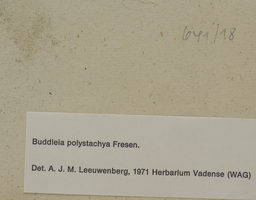 641/18
Buddleia polystachya Fresen.
Det. A. J. M. Leeuwenberg, 1971 Herbarium Vadense (WAG)